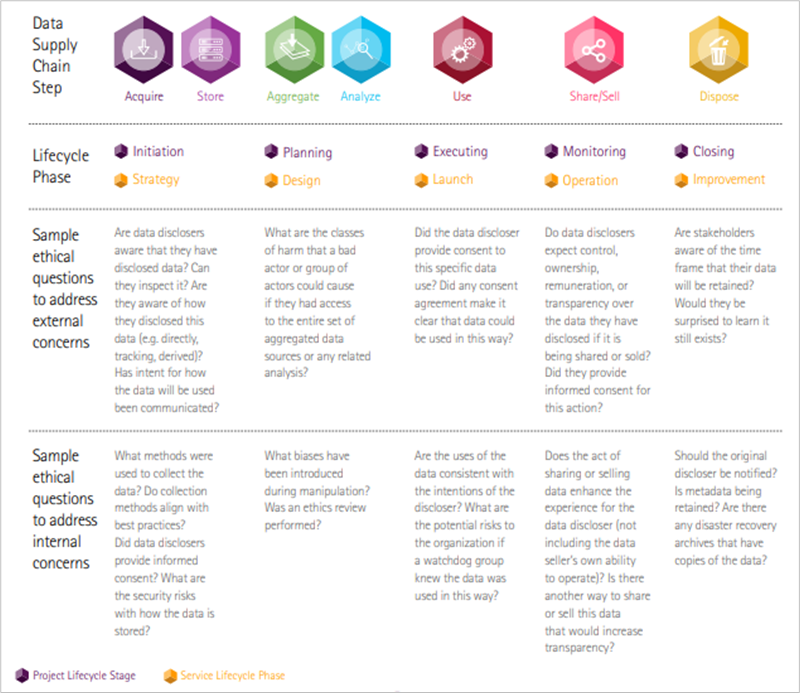 Data
Supply
Chain
Step
Acquire
Store
Aggregate
Analyze
Use
Share/Sell
Dispose
Lifecycle
Phase
Initiation
Strategy
Planning
Design
Executing
Launch
Monitoring
Operation
Closing
Improvement
Sample
ethical
questions
to address
external
concerns
Are data disclosers
aware that they have
disclosed data? Can
they inspect it? Are
they aware of how
they disclosed this
data (e.g. directly,
tracking, derived)?
Has intent for how
the data will be used
been communicated?
What are the classes
of harm that a bad
actor or group of
actors could cause
if they had access
to the entire set of
aggregated data
sources or any related
analysis?
Did the data discloser
provide consent to
this specific data
use? Did any consent
agreement make it
clear that data could
be used in this way?
Do data disclosers
expect control,
ownership,
remuneration, or
transparency over
the data they have
disclosed if it is
being shared or sold?
Did they provide
informed consent for
this action?
Are stakeholders
aware of the time
frame that their data
will be retained?
Would they be
surprised to learn it
still exists?
Sample
ethical
questions
to address
internal
concerns
What methods were
used to collect the
data? Do collection
methods align with
best practices?
Did data disclosers
provide informed
consent? What are
the security risks
with how the data is
stored?
What biases have
been introduced
during manipulation?
Was an ethics review
performed?
Are the uses of the
data consistent with
the intentions of the
discloser? What are
the potential risks to
the organization if
a watchdog group
knew the data was
used in this way?
Does the act of
sharing or selling
data enhance the
experience for the
data discloser (not
including the data
seller's own ability
to operate)? Is there
another way to share
or sell this data
that would increase
transparency?
Should the original
discloser be notified?
Is metadata being
retained? Are there
any disaster recovery
archives that have
copies of the data?
Project Lifecycle Stage
Service Lifecycle Phase